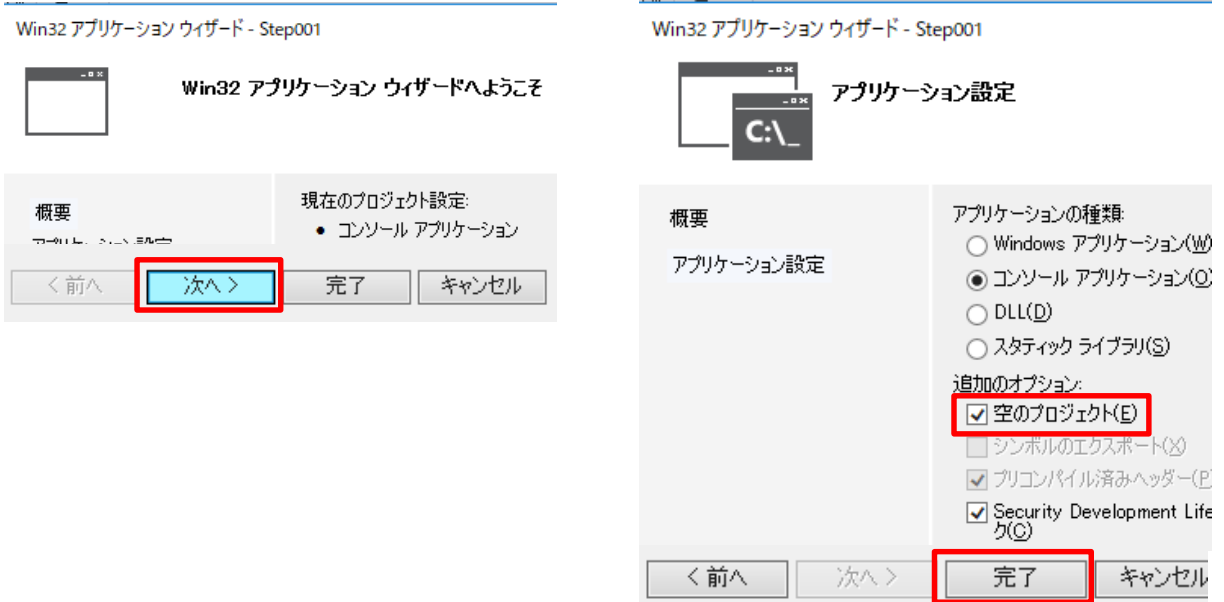 Win32 アプリケーション ウィザード - Step001
Win32 アプリケーション ウィザードへようこそ
概要
アプリケーション設定
現在のプロジェクト設定:
• コンソール アプリケーション
< 前へ
次へ >
完了
キャンセル
Win32 アプリケーション ウィザード - Step001
C:\_
アプリケーション設定
概要
アプリケーション設定
アプリケーションの種類:
Windows アプリケーション(W)
コンソール アプリケーション(O)
DLL(D)
スタティック ライブラリ(S)
追加のオプション:
空のプロジェクト(E)
シンボルのエクスポート(X)
プリコンパイル済みヘッダー(P)
Security Development Life
ク(C)
< 前へ
次へ >
完了
キャンセル